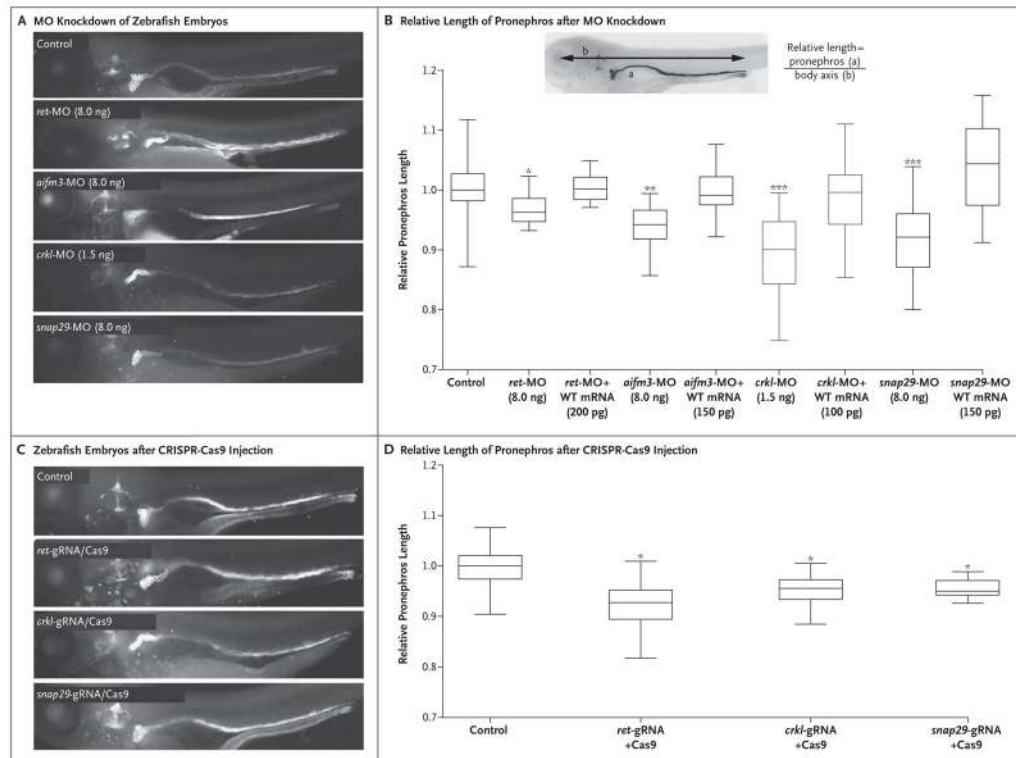 A MO Knockdown of Zebrafish Embryos
Control
ret-MO (8.0 ng)
aifm3-MO (8.0 ng)
crkl-MO (1.5 ng)
snap29-MO (8.0 ng)
B Relative Length of Pronephros after MO Knockdown
b
a
Relative length=
pronephros (a)
body axis (b)
Relative Pronephros Length
1.2
1.1
1.0
0.9
0.8
0.7
* ** *** ***
Control ret-MO ret-MO+ aifm3-MO aifm3-MO+ crkl-MO crkl-MO+ snap29-MO snap29-MO
(8.0 ng) WT mRNA (8.0 ng) WT mRNA (1.5 ng) WT mRNA (8.0 ng) WT mRNA
(200 pg) (150 pg) (100 pg) (150 pg)
C Zebrafish Embryos after CRISPR-Cas9 Injection
Control
ret-gRNA/Cas9
crkl-gRNA/Cas9
snap29-gRNA/Cas9
D Relative Length of Pronephros after CRISPR-Cas9 Injection
Relative Pronephros Length
1.2
1.1
1.0
0.9
0.8
0.7
* * *
Control ret-gRNA crkl-gRNA snap29-gRNA
+Cas9 +Cas9 +Cas9